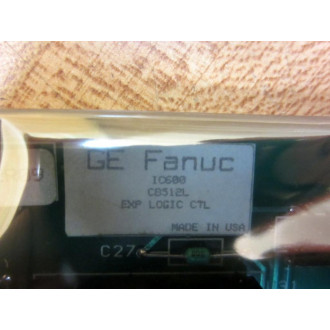 GE Fanuc
IC600
CB512L
EXP LOGIC CTL
MADE IN USA
C27